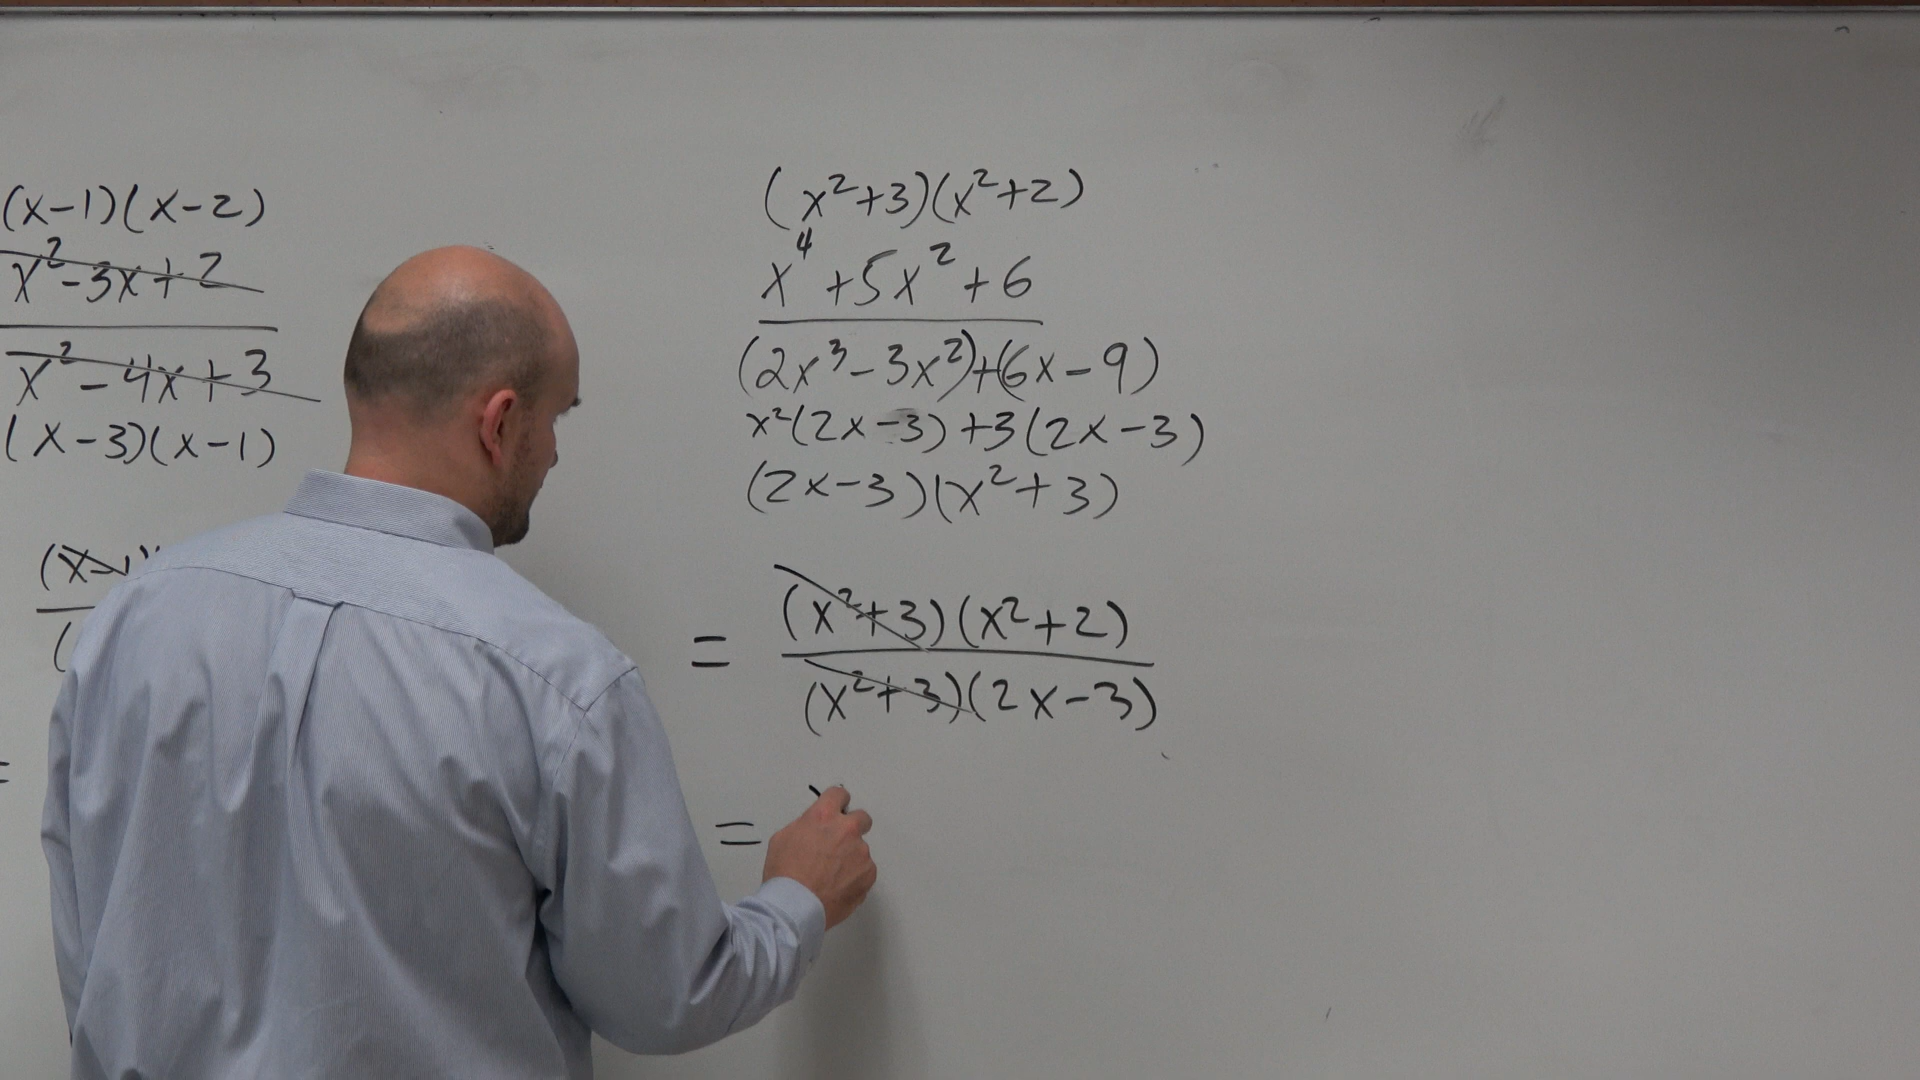 (x-1)(x-2)
x²-3x+2
x²-4x+3
(x-3)(x-1)
(x-1)
(
=
(x²+3)(x²+2)
x⁴+5x²+6
(2x³-3x²)+(6x-9)
x²(2x-3)+3(2x-3)
(2x-3)(x²+3)
= (x²+3)(x²+2)
(x²+3)(2x-3)
=